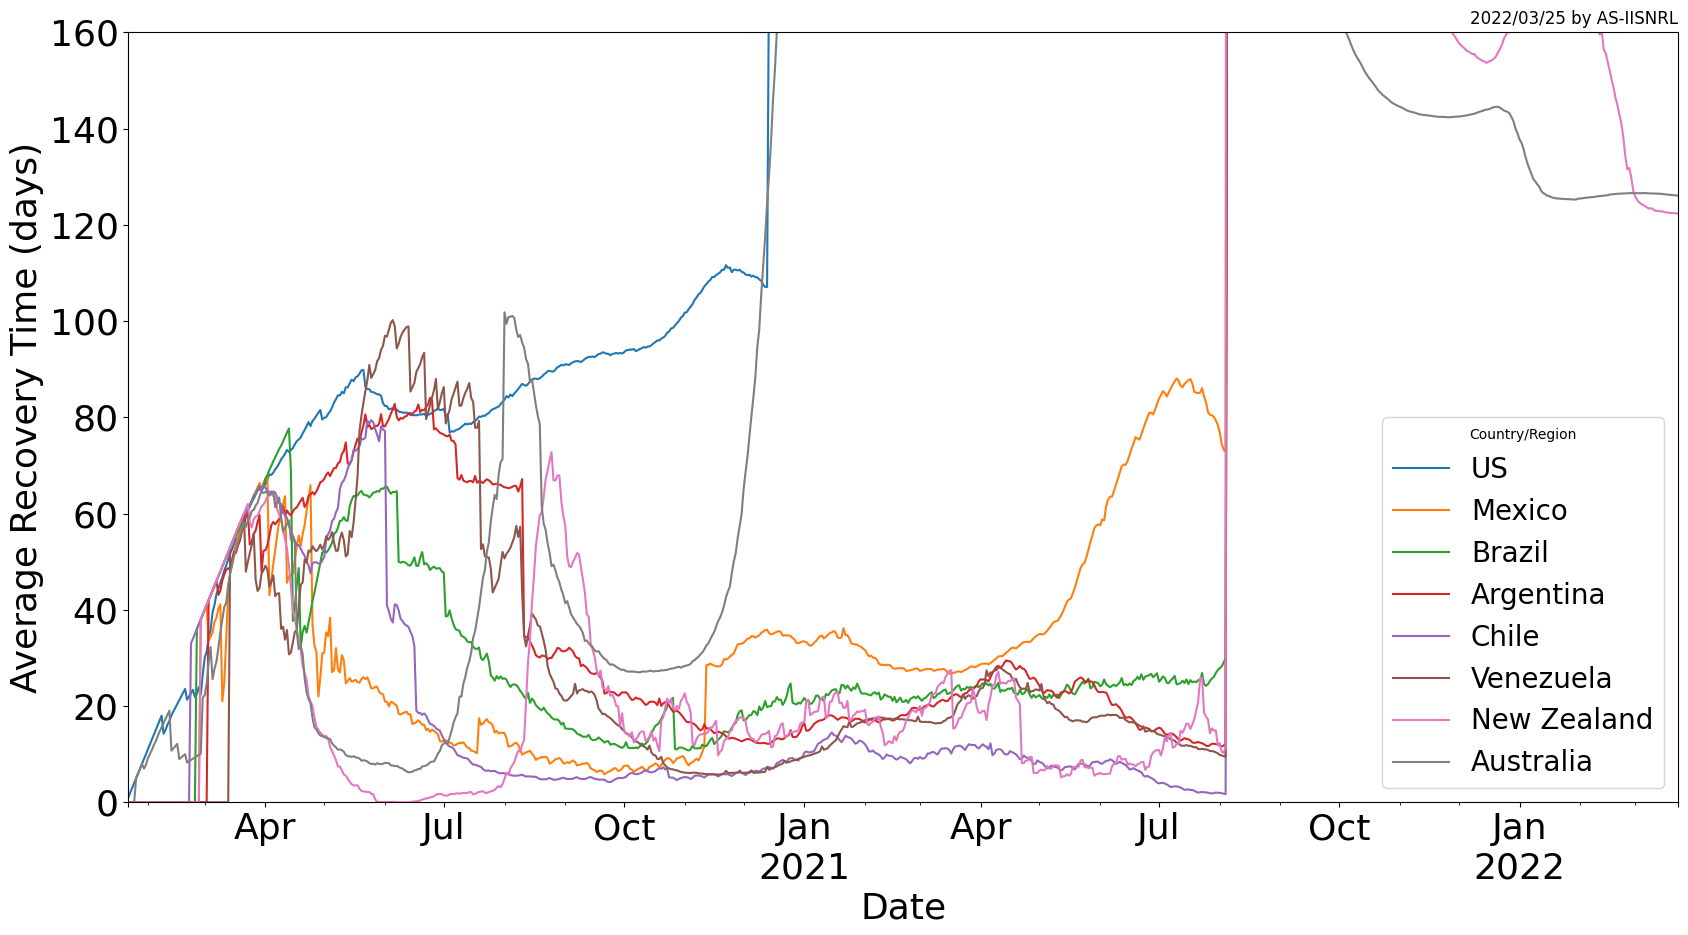 2022/03/25 by AS-IISNRL
160
140
120
100
80
60
40
20
0
Average Recovery Time (days)
Country/Region
US
Mexico
Brazil
Argentina
Chile
Venezuela
New Zealand
Australia
Apr Jul Oct Jan Apr Jul Oct Jan
2021 2022
Date